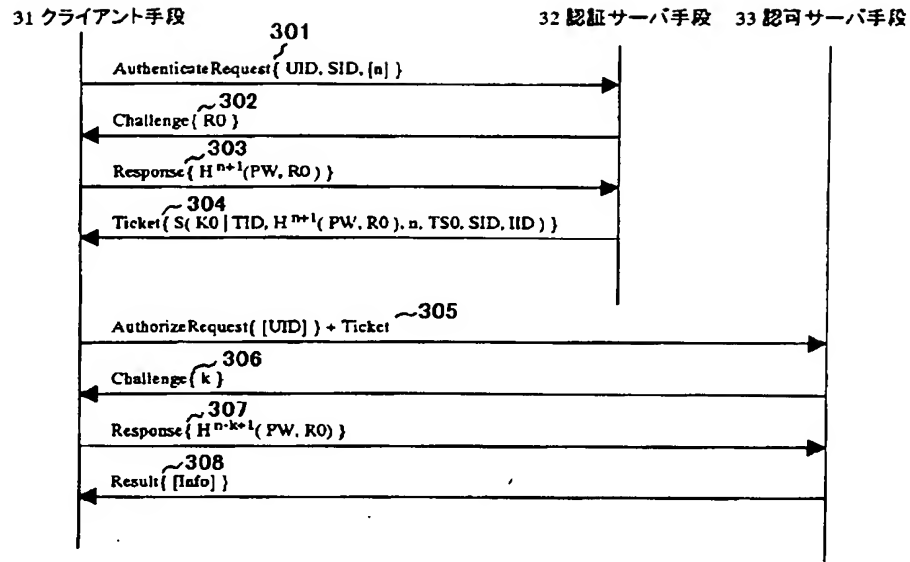 31 クライアント手段
32 認証サーバ手段
33 認可サーバ手段
301
AuthenticateRequest{ UID, SID, [n] }
302
Challenge{ R0 }
303
Response{ H^n+1(PW, R0 ) }
304
Ticket{ S( K0 | TID, H^n+1( PW, R0 ), n, TS0, SID, IID ) }
305
AuthorizeRequest{ [UID] } + Ticket
306
Challenge{ k }
307
Response{ H^n-k+1( PW, R0) }
308
Result{ [Info] }